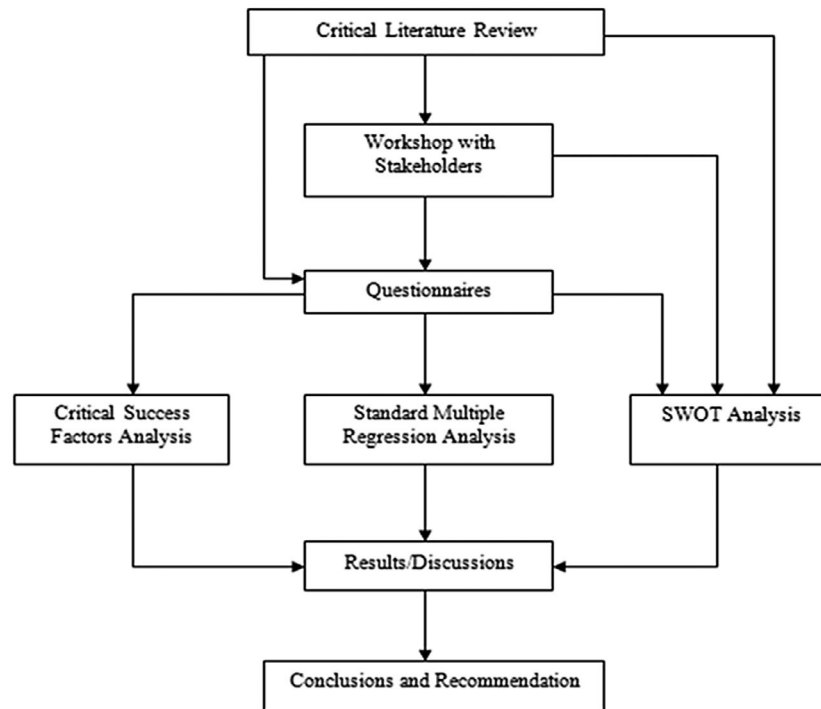 Critical Literature Review
Workshop with
Stakeholders
Questionnaires
Critical Success
Factors Analysis
Standard Multiple
Regression Analysis
SWOT Analysis
Results/Discussions
Conclusions and Recommendation